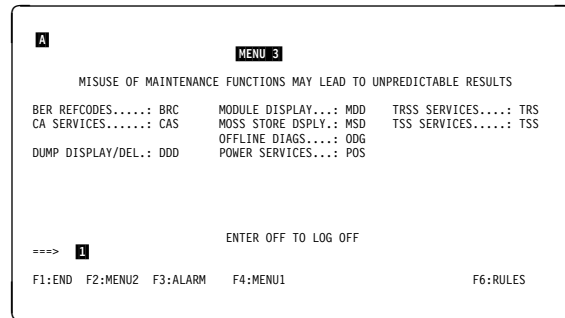 A
MENU 3
MISUSE OF MAINTENANCE FUNCTIONS MAY LEAD TO UNPREDICTABLE RESULTS
BER REFCODES.....: BRC MODULE DISPLAY...: MDD TRSS SERVICES....: TRS
CA SERVICES......: CAS MOSS STORE DSPLY.: MSD TSS SERVICES.....: TSS
OFFLINE DIAGS....: ODG
DUMP DISPLAY/DEL.: DDD POWER SERVICES...: POS
ENTER OFF TO LOG OFF
===> 1
F1:END F2:MENU2 F3:ALARM F4:MENU1 F6:RULES